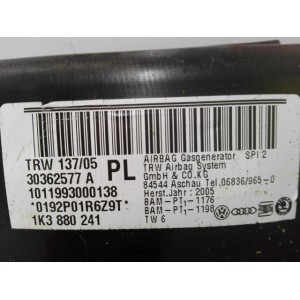 TRW 137/05
30362577 A
PL
1011993000138
*0192P01R6Z9T*
1K3 880 241
AIRBAG Gasgenerator SPI 2
TRW Airbag System
GmbH & CO.KG
84544 Aschau Tel.06836/965-0
Herst.Jahr: 2005
BAM-PT1-1176
BAM-PT1-1198
TW 6